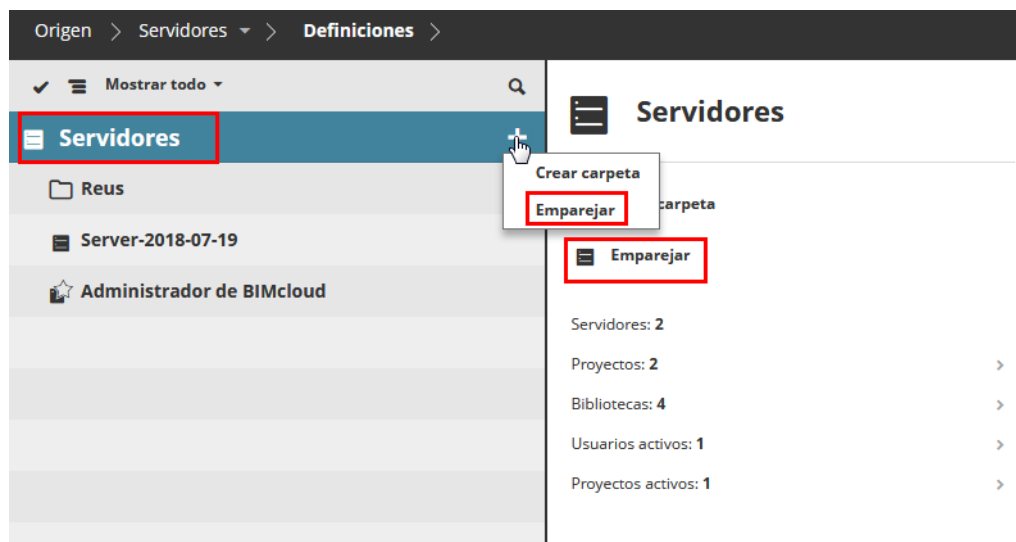 Origen > Servidores > Definiciones >
Mostrar todo
Servidores
Reus
Server-2018-07-19
Administrador de BIMcloud
Crear carpeta
Emparejar
Servidores
carpeta
Emparejar
Servidores: 2
Proyectos: 2
Bibliotecas: 4
Usuarios activos: 1
Proyectos activos: 1